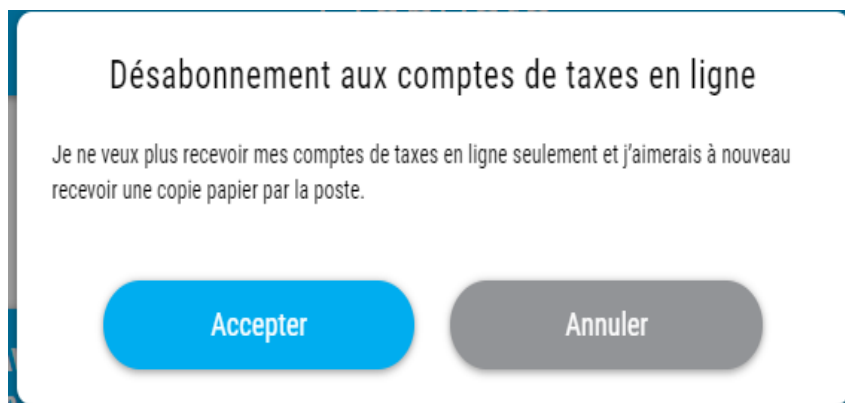 Désabonnement aux comptes de taxes en ligne
Je ne veux plus recevoir mes comptes de taxes en ligne seulement et j'aimerais à nouveau
recevoir une copie papier par la poste.
Accepter
Annuler